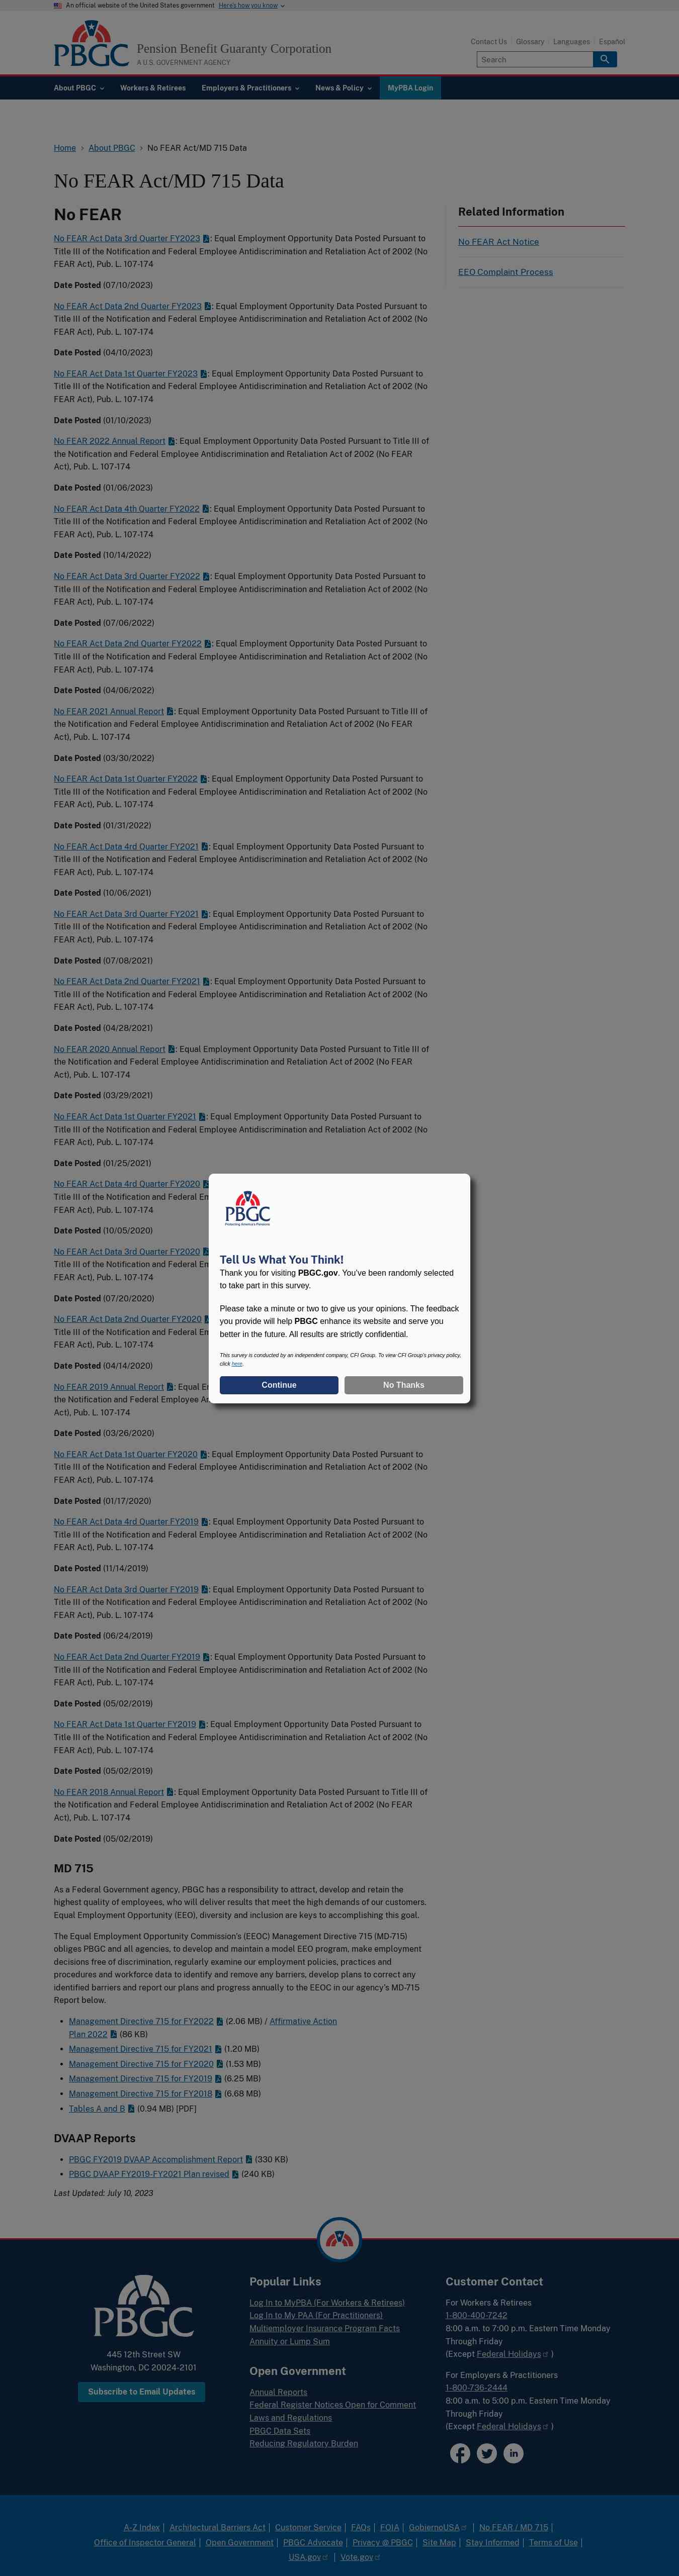 An official website of the United States government Here's how you know
PBGC
Pension Benefit Guaranty Corporation
A U.S. GOVERNMENT AGENCY
Contact Us Glossary Languages Español
Search
About PBGC Workers & Retirees Employers & Practitioners News & Policy MyPBA Login
Home About PBGC No FEAR Act/MD 715 Data
No FEAR Act/MD 715 Data
No FEAR
No FEAR Act Data 3rd Quarter FY2023 : Equal Employment Opportunity Data Posted Pursuant to
Title III of the Notification and Federal Employee Antidiscrimination and Retaliation Act of 2002 (No
FEAR Act), Pub. L. 107-174
Date Posted (07/10/2023)
No FEAR Act Data 2nd Quarter FY2023 : Equal Employment Opportunity Data Posted Pursuant to
Title III of the Notification and Federal Employee Antidiscrimination and Retaliation Act of 2002 (No
FEAR Act), Pub. L. 107-174
Date Posted (04/10/2023)
No FEAR Act Data 1st Quarter FY2023 : Equal Employment Opportunity Data Posted Pursuant to
Title III of the Notification and Federal Employee Antidiscrimination and Retaliation Act of 2002 (No
FEAR Act), Pub. L. 107-174
Date Posted (01/10/2023)
No FEAR 2022 Annual Report : Equal Employment Opportunity Data Posted Pursuant to Title III of
the Notification and Federal Employee Antidiscrimination and Retaliation Act of 2002 (No FEAR
Act), Pub. L. 107-174
Date Posted (01/06/2023)
No FEAR Act Data 4th Quarter FY2022 : Equal Employment Opportunity Data Posted Pursuant to
Title III of the Notification and Federal Employee Antidiscrimination and Retaliation Act of 2002 (No
FEAR Act), Pub. L. 107-174
Date Posted (10/14/2022)
No FEAR Act Data 3rd Quarter FY2022 : Equal Employment Opportunity Data Posted Pursuant to
Title III of the Notification and Federal Employee Antidiscrimination and Retaliation Act of 2002 (No
FEAR Act), Pub. L. 107-174
Date Posted (07/06/2022)
No FEAR Act Data 2nd Quarter FY2022 : Equal Employment Opportunity Data Posted Pursuant to
Title III of the Notification and Federal Employee Antidiscrimination and Retaliation Act of 2002 (No
FEAR Act), Pub. L. 107-174
Date Posted (04/06/2022)
No FEAR 2021 Annual Report : Equal Employment Opportunity Data Posted Pursuant to Title III of
the Notification and Federal Employee Antidiscrimination and Retaliation Act of 2002 (No FEAR
Act), Pub. L. 107-174
Date Posted (03/30/2022)
No FEAR Act Data 1st Quarter FY2022 : Equal Employment Opportunity Data Posted Pursuant to
Title III of the Notification and Federal Employee Antidiscrimination and Retaliation Act of 2002 (No
FEAR Act), Pub. L. 107-174
Date Posted (01/31/2022)
No FEAR Act Data 4rd Quarter FY2021 : Equal Employment Opportunity Data Posted Pursuant to
Title III of the Notification and Federal Employee Antidiscrimination and Retaliation Act of 2002 (No
FEAR Act), Pub. L. 107-174
Date Posted (10/06/2021)
No FEAR Act Data 3rd Quarter FY2021 : Equal Employment Opportunity Data Posted Pursuant to
Title III of the Notification and Federal Employee Antidiscrimination and Retaliation Act of 2002 (No
FEAR Act), Pub. L. 107-174
Date Posted (07/08/2021)
No FEAR Act Data 2nd Quarter FY2021 : Equal Employment Opportunity Data Posted Pursuant to
Title III of the Notification and Federal Employee Antidiscrimination and Retaliation Act of 2002 (No
FEAR Act), Pub. L. 107-174
Date Posted (04/28/2021)
No FEAR 2020 Annual Report : Equal Employment Opportunity Data Posted Pursuant to Title III of
the Notification and Federal Employee Antidiscrimination and Retaliation Act of 2002 (No FEAR
Act), Pub. L. 107-174
Date Posted (03/29/2021)
No FEAR Act Data 1st Quarter FY2021 : Equal Employment Opportunity Data Posted Pursuant to
Title III of the Notification and Federal Employee Antidiscrimination and Retaliation Act of 2002 (No
FEAR Act), Pub. L. 107-174
Date Posted (01/25/2021)
No FEAR Act Data 4rd Quarter FY2020
Title III of the Notification
FEAR Act), Pub. L. 107-174
Date Posted (10/05/2020)
No FEAR Act Data 3rd Quarter FY2020
Title III of the Notification
FEAR Act), Pub. L. 107-174
Date Posted (07/20/2020)
No FEAR Act Data 2nd Quarter FY2020
Title III of the Notification
FEAR Act), Pub. L. 107-174
Date Posted (04/14/2020)
No FEAR 2019 Annual Report : Equal
the Notification and Federal
Act), Pub. L. 107-174
Date Posted (03/26/2020)
PBGC
Protecting America's Pensions
Tell Us What You Think!
Thank you for visiting PBGC.gov. You've been randomly selected
to take part in this survey.
Please take a minute or two to give us your opinions. The feedback
you provide will help PBGC enhance its website and serve you
better in the future. All results are strictly confidential.
This survey is conducted by an independent company, CFI Group. To view CFI Group's privacy policy,
click here.
Continue No Thanks
No FEAR Act Data 1st Quarter FY2020 : Equal Employment Opportunity Data Posted Pursuant to
Title III of the Notification and Federal Employee Antidiscrimination and Retaliation Act of 2002 (No
FEAR Act), Pub. L. 107-174
Date Posted (01/17/2020)
No FEAR Act Data 4rd Quarter FY2019 : Equal Employment Opportunity Data Posted Pursuant to
Title III of the Notification and Federal Employee Antidiscrimination and Retaliation Act of 2002 (No
FEAR Act), Pub. L. 107-174
Date Posted (11/14/2019)
No FEAR Act Data 3rd Quarter FY2019 : Equal Employment Opportunity Data Posted Pursuant to
Title III of the Notification and Federal Employee Antidiscrimination and Retaliation Act of 2002 (No
FEAR Act), Pub. L. 107-174
Date Posted (06/24/2019)
No FEAR Act Data 2nd Quarter FY2019 : Equal Employment Opportunity Data Posted Pursuant to
Title III of the Notification and Federal Employee Antidiscrimination and Retaliation Act of 2002 (No
FEAR Act), Pub. L. 107-174
Date Posted (05/02/2019)
No FEAR Act Data 1st Quarter FY2019 : Equal Employment Opportunity Data Posted Pursuant to
Title III of the Notification and Federal Employee Antidiscrimination and Retaliation Act of 2002 (No
FEAR Act), Pub. L. 107-174
Date Posted (05/02/2019)
No FEAR 2018 Annual Report : Equal Employment Opportunity Data Posted Pursuant to Title III of
the Notification and Federal Employee Antidiscrimination and Retaliation Act of 2002 (No FEAR
Act), Pub. L. 107-174
Date Posted (05/02/2019)
MD 715
As a Federal Government agency, PBGC has a responsibility to attract, develop and retain the
highest quality of employees, who will deliver results that meet the high demands of our customers.
Equal Employment Opportunity (EEO), diversity and inclusion are keys to accomplishing this goal.
The Equal Employment Opportunity Commission's (EEOC) Management Directive 715 (MD-715)
obliges PBGC and all agencies, to develop and maintain a model EEO program, make employment
decisions free of discrimination, regularly examine our employment policies, practices and
procedures and workforce data to identify and remove any barriers, develop plans to correct any
identified barriers and report our plans and progress annually to the EEOC in our agency's MD-715
Report below.
• Management Directive 715 for FY2022 (2.06 MB) / Affirmative Action
Plan 2022 (86 KB)
• Management Directive 715 for FY2021 (1.20 MB)
• Management Directive 715 for FY2020 (1.53 MB)
• Management Directive 715 for FY2019 (6.25 MB)
• Management Directive 715 for FY2018 (6.68 MB)
• Tables A and B (0.94 MB) [PDF]
DVAAP Reports
• PBGC FY2019 DVAAP Accomplishment Report (330 KB)
• PBGC DVAAP FY2019-FY2021 Plan revised (240 KB)
Last Updated: July 10, 2023
Related Information
No FEAR Act Notice
EEO Complaint Process
PBGC
445 12th Street SW
Washington, DC 20024-2101
Subscribe to Email Updates
Popular Links
Log In to MyPBA (For Workers & Retirees)
Log In to My PAA (For Practitioners)
Multiemployer Insurance Program Facts
Annuity or Lump Sum
Open Government
Annual Reports
Federal Register Notices Open for Comment
Laws and Regulations
PBGC Data Sets
Reducing Regulatory Burden
Customer Contact
For Workers & Retirees
1-800-400-7242
8:00 a.m. to 7:00 p.m. Eastern Time Monday
Through Friday
(Except Federal Holidays )
For Employers & Practitioners
1-800-736-2444
8:00 a.m. to 5:00 p.m. Eastern Time Monday
Through Friday
(Except Federal Holidays )
A-Z Index | Architectural Barriers Act | Customer Service | FAQs | FOIA | GobiernoUSA | No FEAR / MD 715 |
Office of Inspector General | Open Government | PBGC Advocate | Privacy @ PBGC | Site Map | Stay Informed | Terms of Use |
USA.gov | Vote.gov